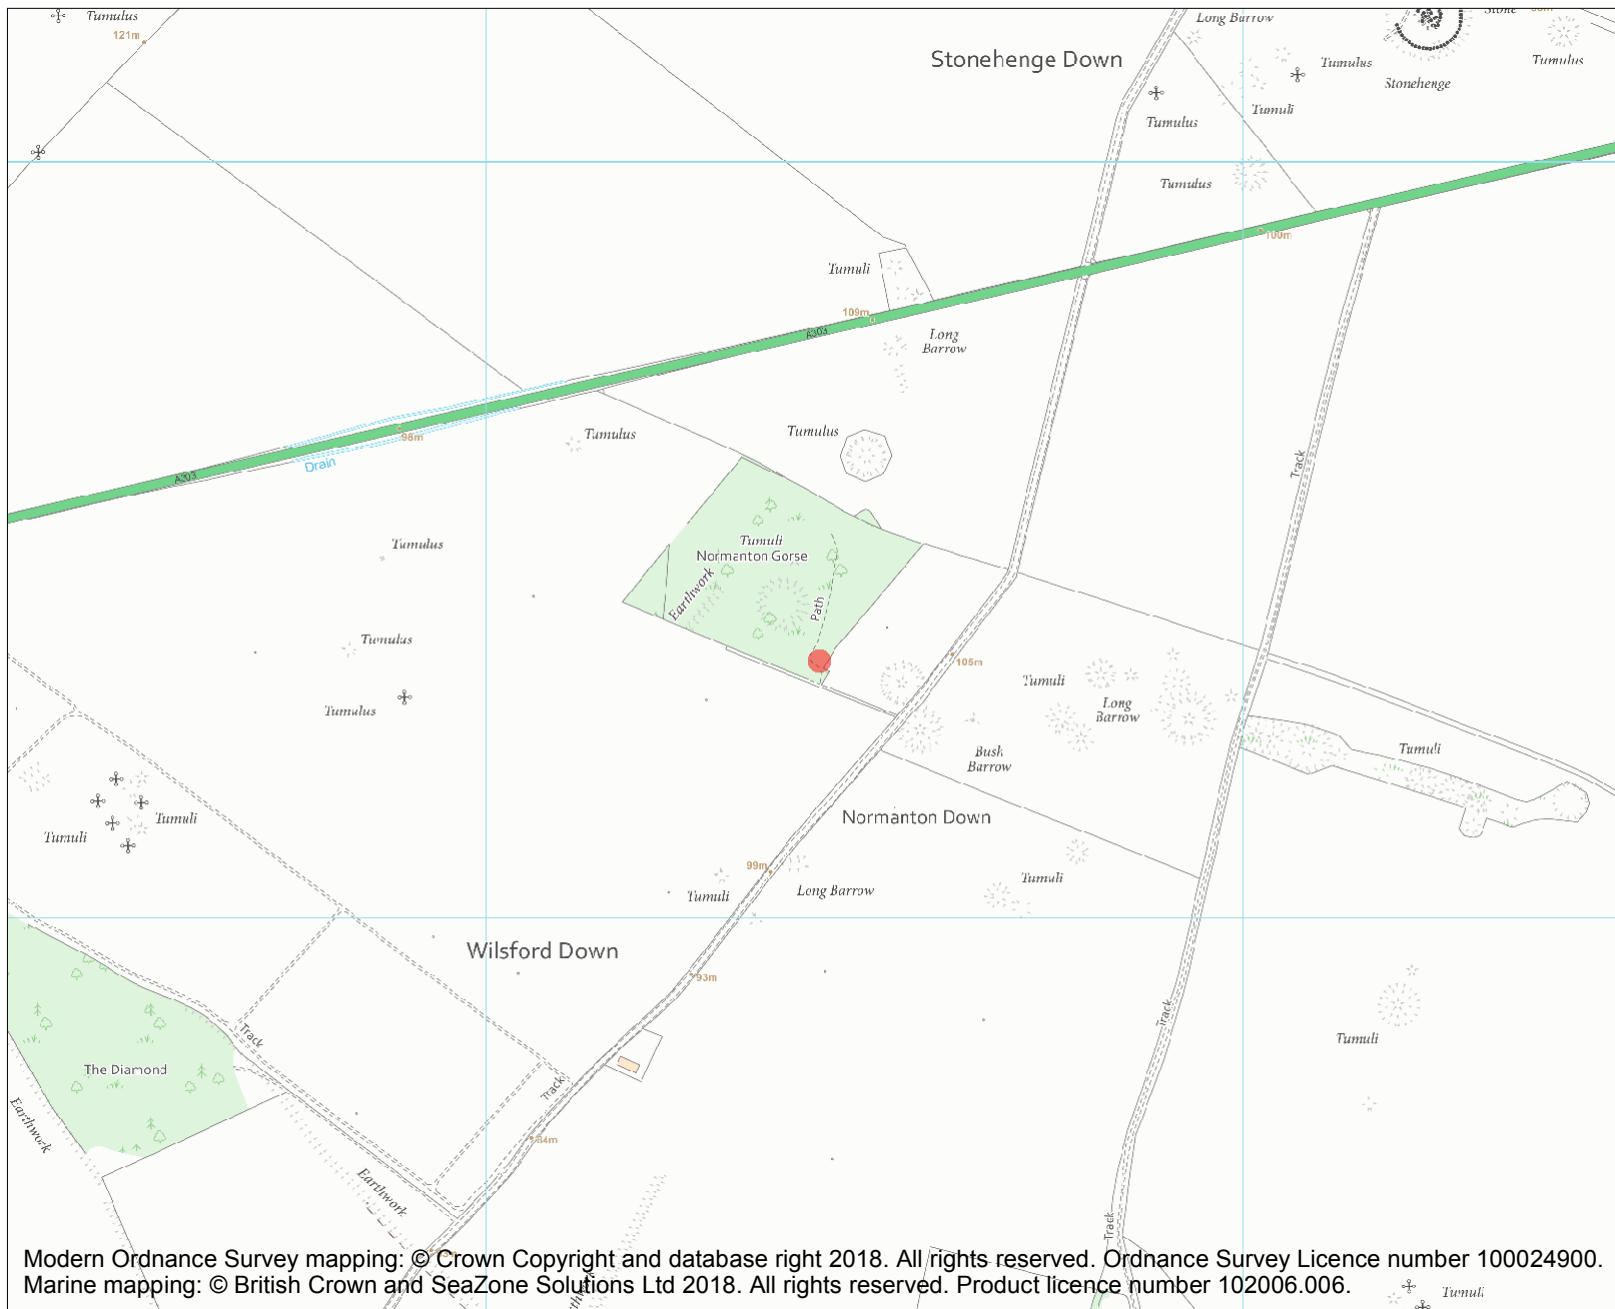 Tumulus
121m
Stonehenge Down
Long Barrow
Stone
Tumulus
Tumulus
Stonehenge
Tumuli
Tumulus
Tumulus
100m
Tumuli
109m
A303
Long
Barrow
98m
Drain
A303
Tumulus
Tumulus
Track
Tumulus
Tumuli
Normanton Gorse
Earthwork
Path
Tumulus
105m
Tumuli
Long
Barrow
Tumulus
Bush
Barrow
Tumuli
Tumuli
Tumuli
Normanton Down
99m
Tumuli
Long Barrow
Tumuli
Wilsford Down
93m
Track
Track
Tumuli
The Diamond
Track
Earthwork
84m
Earthwork
Track
Modern Ordnance Survey mapping: © Crown Copyright and database right 2018. All rights reserved. Ordnance Survey Licence number 100024900.
Marine mapping: © British Crown and SeaZone Solutions Ltd 2018. All rights reserved. Product licence number 102006.006.
Tumuli